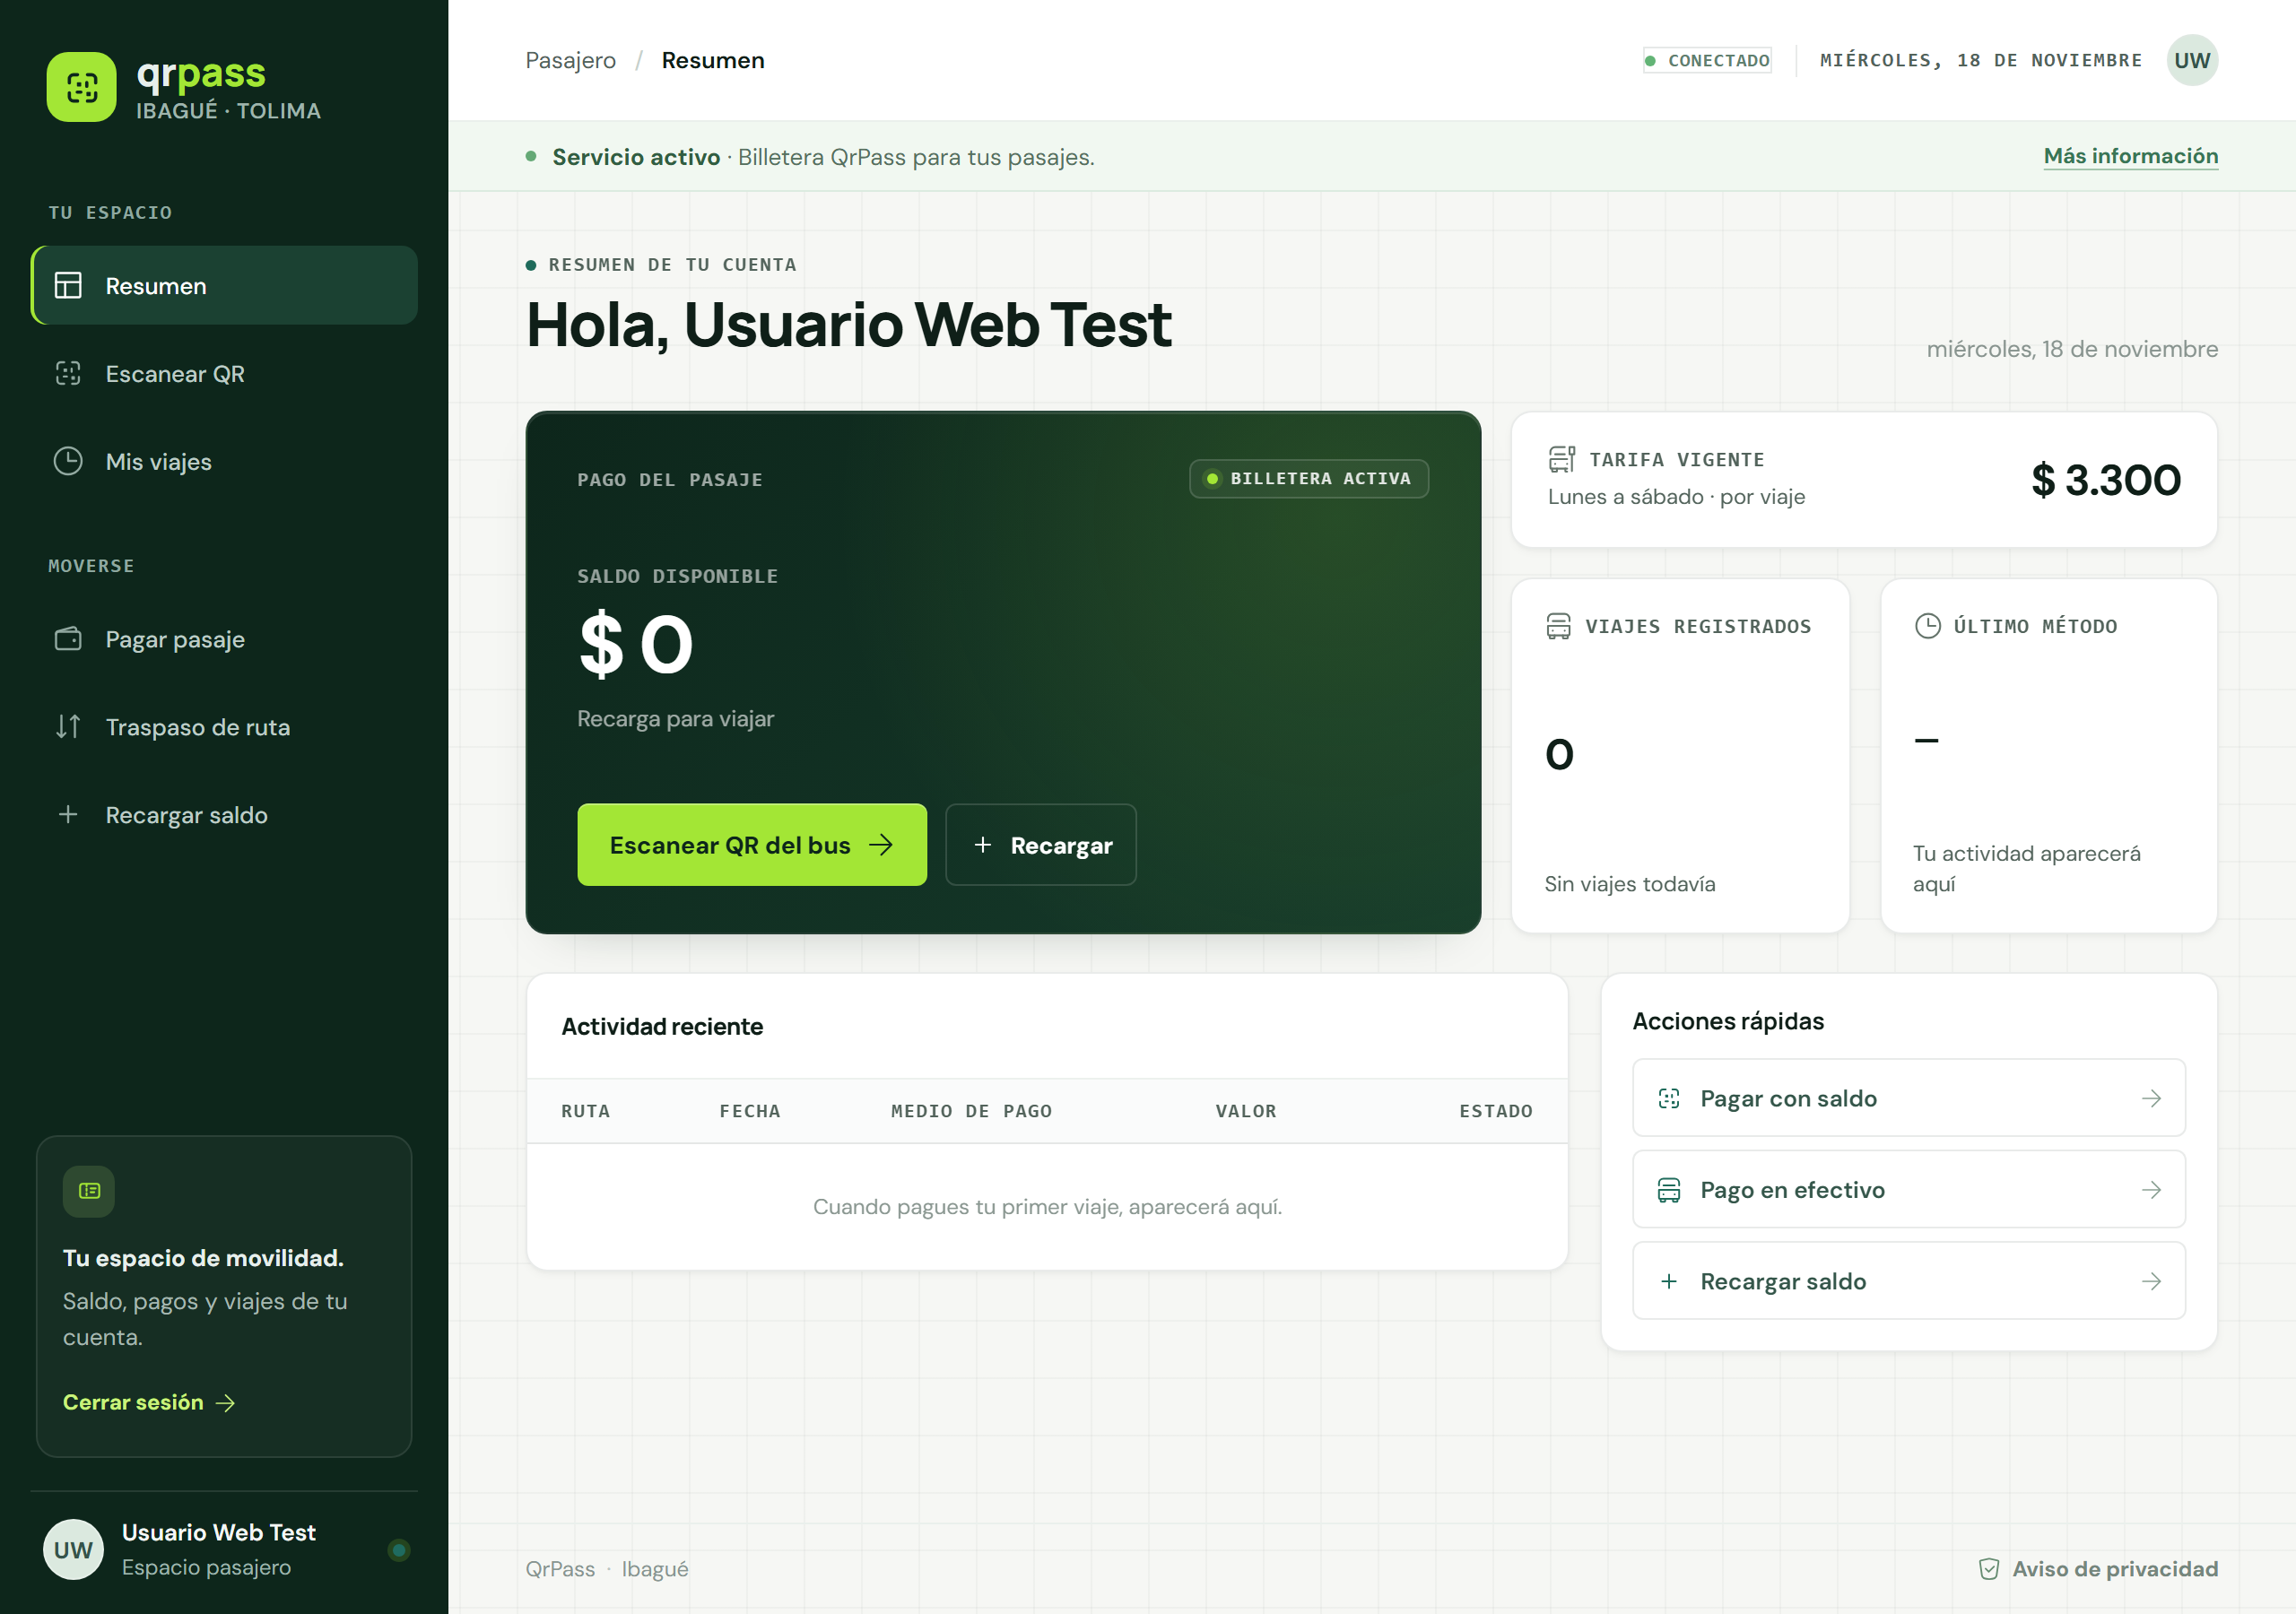 qrpass
IBAGUÉ · TOLIMA
TU ESPACIO
Resumen
Escanear QR
Mis viajes
MOVERSE
Pagar pasaje
Traspaso de ruta
Recargar saldo
Tu espacio de movilidad.
Saldo, pagos y viajes de tu
cuenta.
Cerrar sesión →
UW
Usuario Web Test
Espacio pasajero
Pasajero / Resumen
CONECTADO
MIÉRCOLES, 18 DE NOVIEMBRE
UW
Servicio activo · Billetera QrPass para tus pasajes.
Más información
RESUMEN DE TU CUENTA
Hola, Usuario Web Test
miércoles, 18 de noviembre
PAGO DEL PASAJE
BILLETERA ACTIVA
SALDO DISPONIBLE
$ 0
Recarga para viajar
Escanear QR del bus →
+ Recargar
TARIFA VIGENTE
Lunes a sábado · por viaje
$ 3.300
VIAJES REGISTRADOS
0
Sin viajes todavía
ÚLTIMO MÉTODO
—
Tu actividad aparecerá
aquí
Actividad reciente
RUTA FECHA MEDIO DE PAGO VALOR ESTADO
Cuando pagues tu primer viaje, aparecerá aquí.
Acciones rápidas
Pagar con saldo →
Pago en efectivo →
+ Recargar saldo →
QrPass · Ibagué
Aviso de privacidad